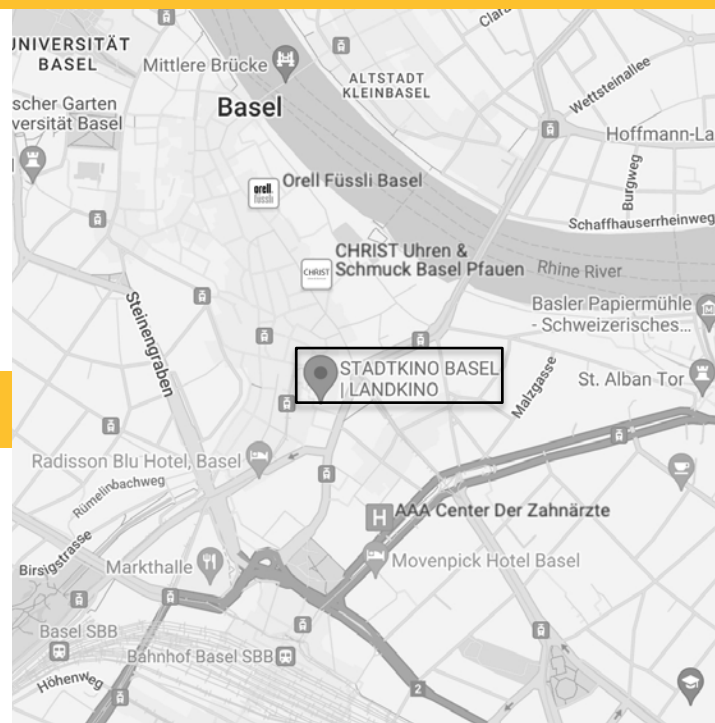 UNIVERSITÄT
BASEL
Mittlere Brücke
Basel
ALTSTADT
KLEINBASEL
Wettsteinallee
scher Garten
versität Basel
Hoffmann-La
Burgweg
Orell Füssli Basel
orell.
füssli
Schaffhauserrheinweg
CHRIST
CHRIST Uhren &
Schmuck Basel Pfauen
Rhine River
Steinengraben
Basler Papiermühle
- Schweizerisches...
STADTKINO BASEL
| LANDKINO
Malzgasse
St. Alban Tor
Radisson Blu Hotel, Basel
Rümelinbachweg
H
AAA Center Der Zahnärzte
Birsigstrasse
Markthalle
Movenpick Hotel Basel
Basel SBB
Bahnhof Basel SBB
Höhenweg
2